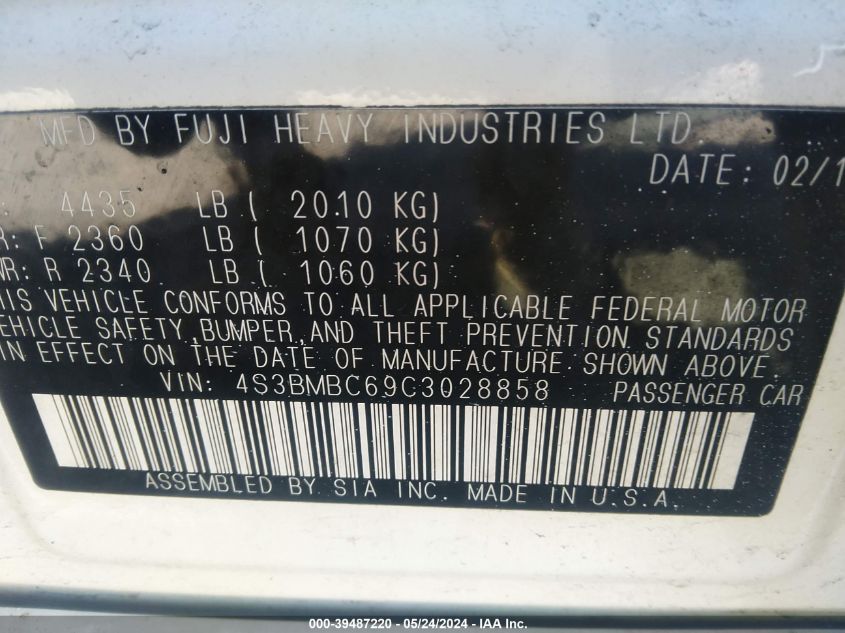 MFD BY FUJI HEAVY INDUSTRIES LTD.
DATE: 02/1
4435 LB ( 2010 KG)
R: F 2360 LB ( 1070 KG)
WR: R 2340 LB ( 1060 KG)
HIS VEHICLE CONFORMS TO ALL APPLICABLE FEDERAL MOTOR
EHICLE SAFETY, BUMPER, AND THEFT PREVENTION STANDARDS
IN EFFECT ON THE DATE OF MANUFACTURE SHOWN ABOVE.
VIN: 4S3BMBC69C3028858 PASSENGER CAR
ASSEMBLED BY SIA INC. MADE IN U.S.A.
000-39487220 - 05/24/2024 - IAA Inc.